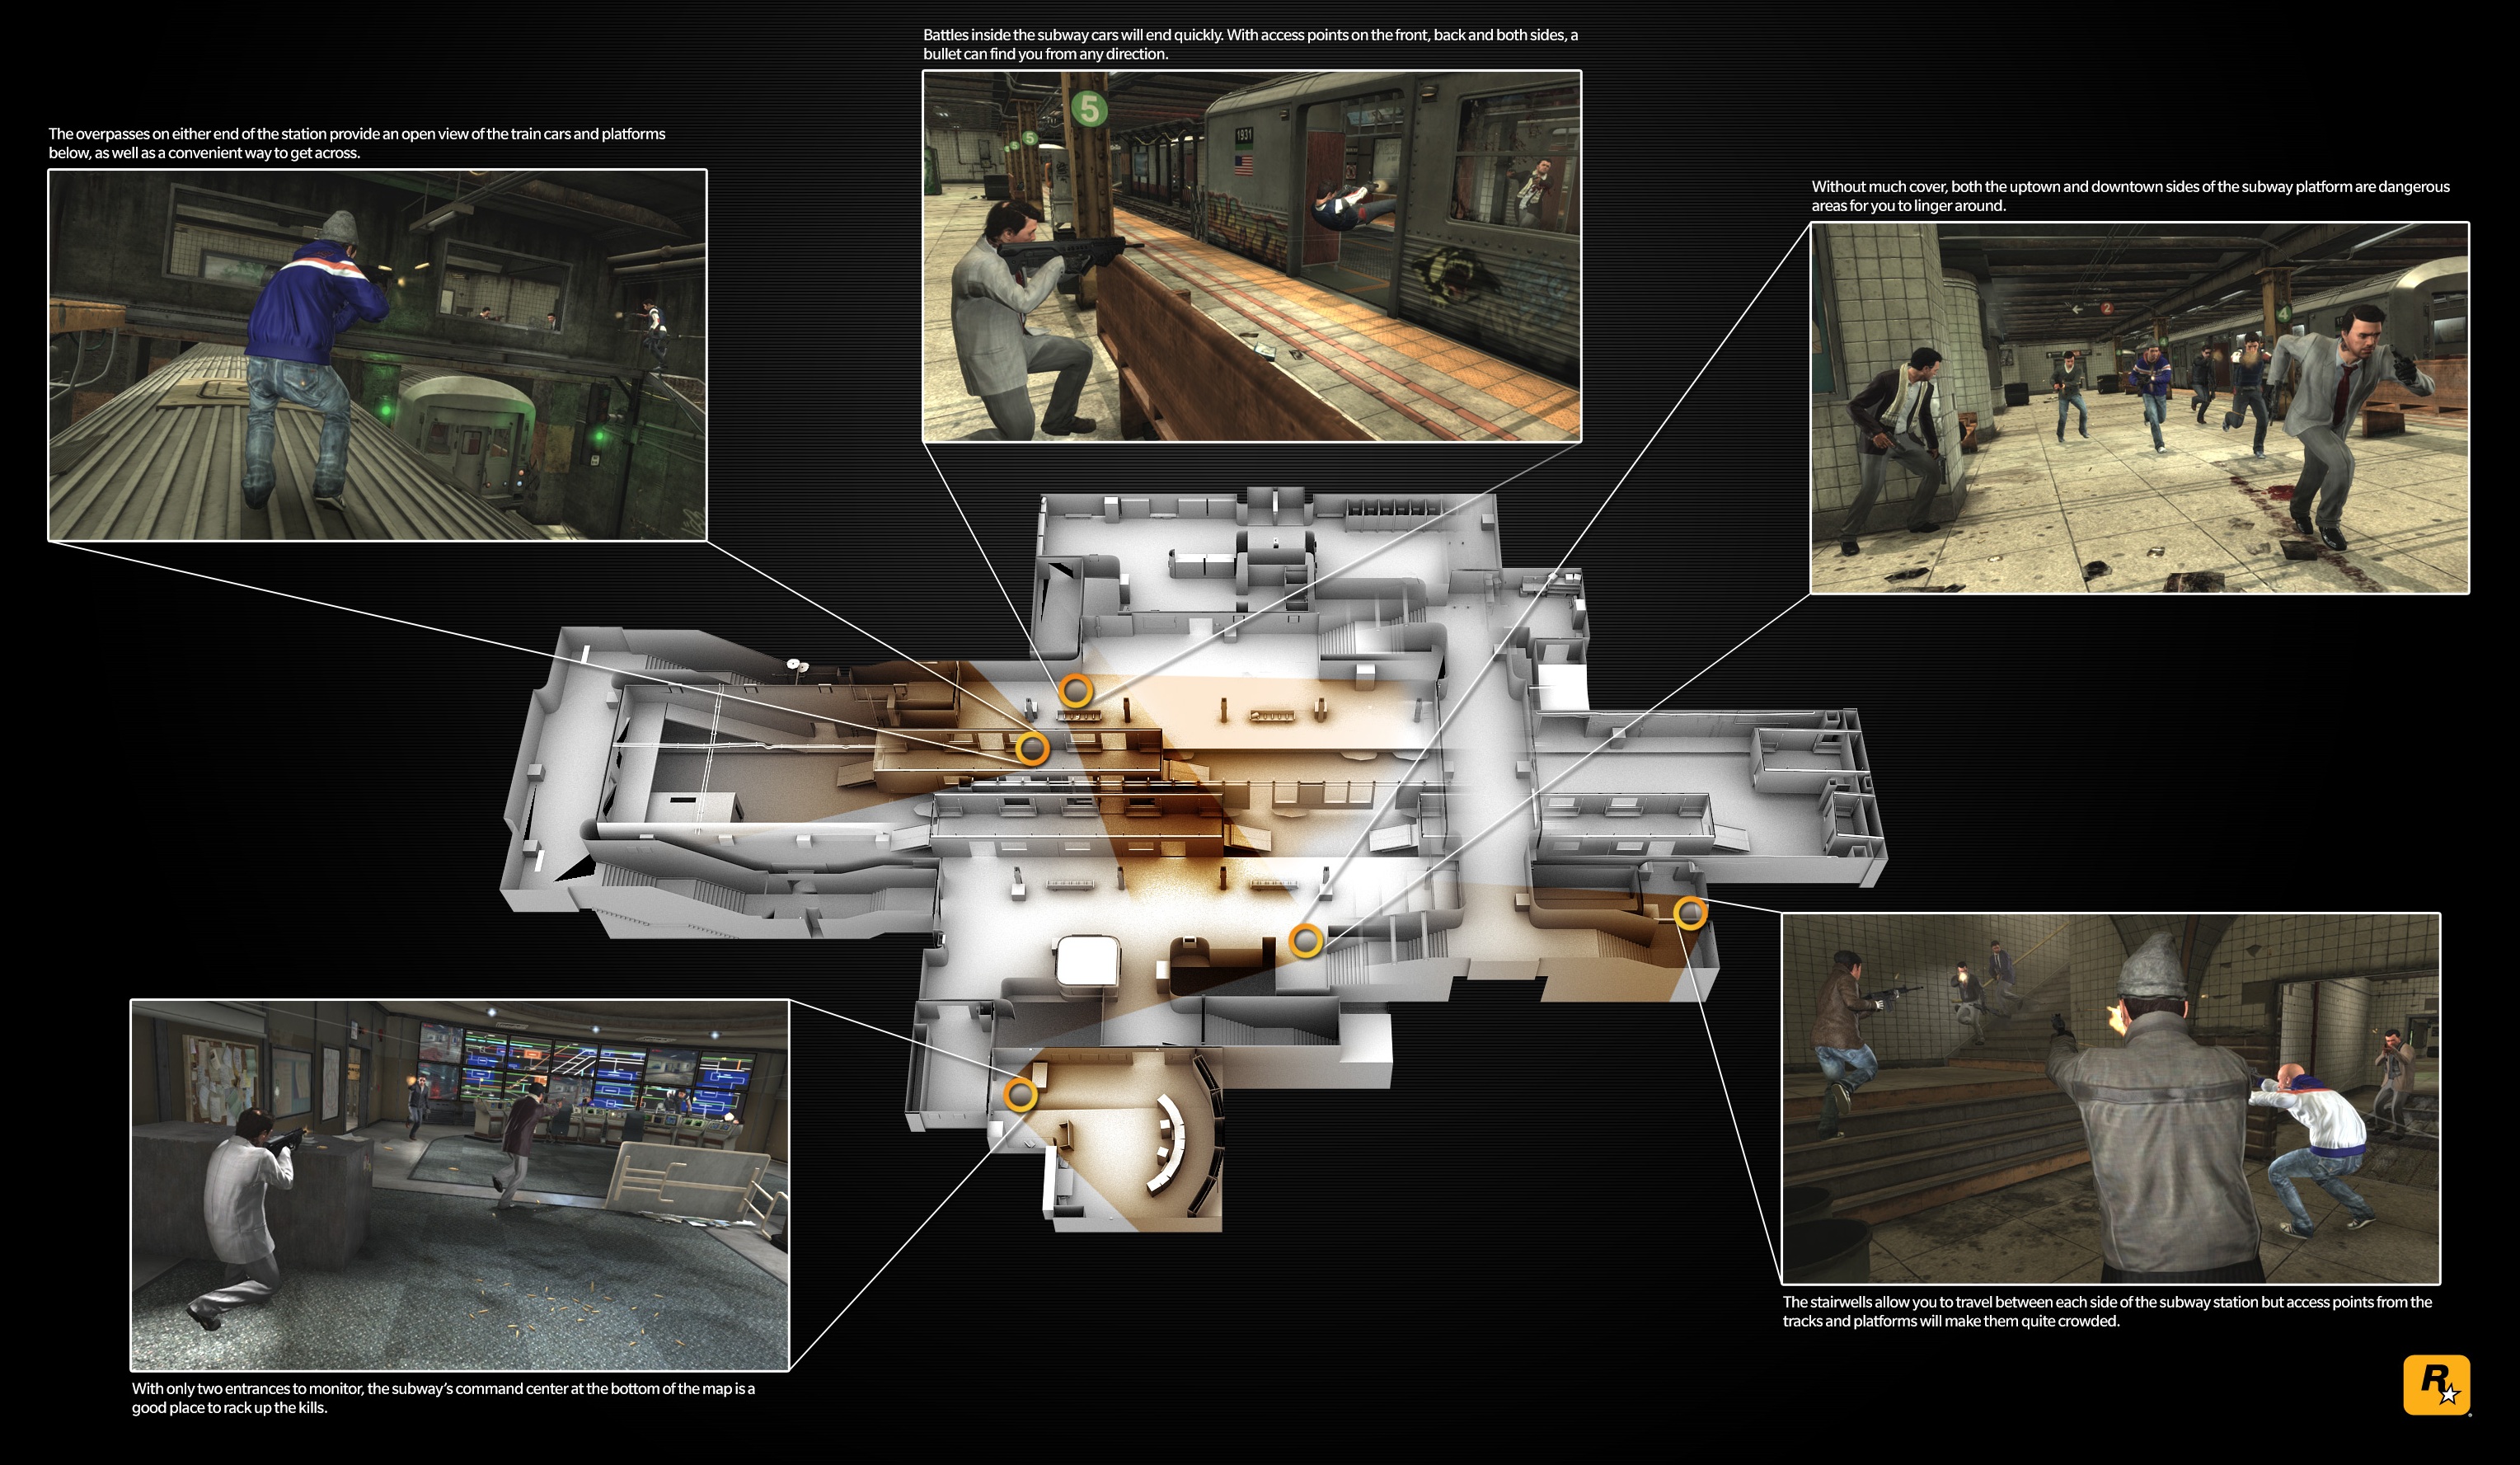 Battles inside the subway cars will end quickly. With access points on the front, back and both sides, a
bullet can find you from any direction.
5
5
5
1931
The overpasses on either end of the station provide an open view of the train cars and platforms
below, as well as a convenient way to get across.
Without much cover, both the uptown and downtown sides of the subway platform are dangerous
areas for you to linger around.
2
4
With only two entrances to monitor, the subway's command center at the bottom of the map is a
good place to rack up the kills.
The stairwells allow you to travel between each side of the subway station but access points from the
tracks and platforms will make them quite crowded.
R